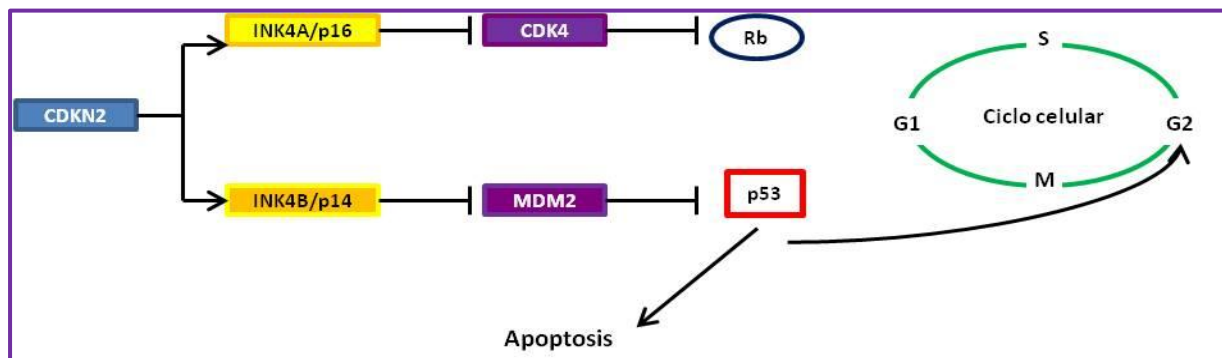 INK4A/p16
CDK4
Rb
S
CDKN2
G1
Ciclo celular
G2
INK4B/p14
MDM2
p53
M
Apoptosis